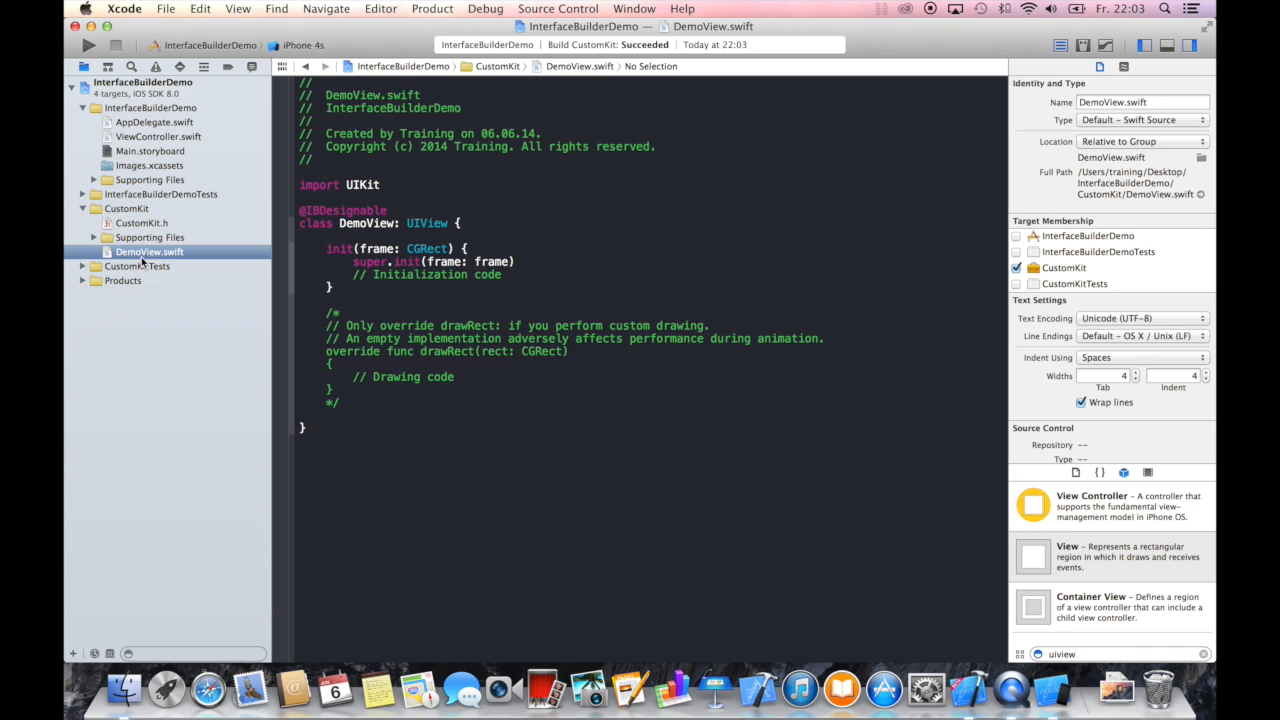 Xcode File Edit View Find Navigate Editor Product Debug Source Control Window Help Fr. 22:03
InterfaceBuilderDemo — DemoView.swift
InterfaceBuilderDemo iPhone 4s
InterfaceBuilderDemo | Build CustomKit: Succeeded | Today at 22:03
InterfaceBuilderDemo CustomKit DemoView.swift No Selection
InterfaceBuilderDemo
4 targets, iOS SDK 8.0
InterfaceBuilderDemo
AppDelegate.swift
ViewController.swift
Main.storyboard
Images.xcassets
Supporting Files
InterfaceBuilderDemoTests
CustomKit
CustomKit.h
Supporting Files
DemoView.swift
CustomKitTests
Products
//
// DemoView.swift
// InterfaceBuilderDemo
//
// Created by Training on 06.06.14.
// Copyright (c) 2014 Training. All rights reserved.
//
import UIKit
@IBDesignable
class DemoView: UIView {
init(frame: CGRect) {
super.init(frame: frame)
// Initialization code
}
/*
// Only override drawRect: if you perform custom drawing.
// An empty implementation adversely affects performance during animation.
override func drawRect(rect: CGRect)
{
// Drawing code
}
*/
}
Identity and Type
Name DemoView.swift
Type Default – Swift Source
Location Relative to Group
DemoView.swift
Full Path /Users/training/Desktop/
InterfaceBuilderDemo/
CustomKit/DemoView.swift
Target Membership
InterfaceBuilderDemo
InterfaceBuilderDemoTests
CustomKit
CustomKitTests
Text Settings
Text Encoding Unicode (UTF-8)
Line Endings Default – OS X / Unix (LF)
Indent Using Spaces
Widths 4 4
Tab Indent
Wrap lines
Source Control
Repository --
Type --
{ }
View Controller – A controller that
supports the fundamental view-
management model in iPhone OS.
View – Represents a rectangular
region in which it draws and receives
events.
Container View – Defines a region
of a view controller that can include a
child view controller.
uiview
6